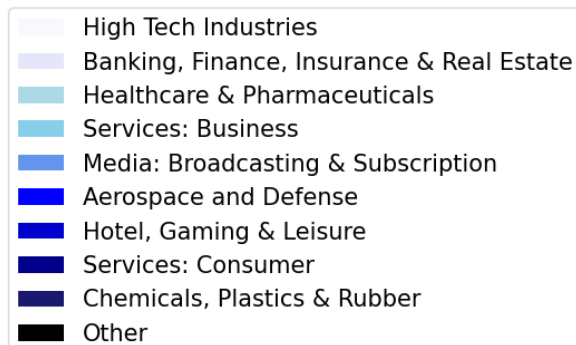 High Tech Industries
Banking, Finance, Insurance & Real Estate
Healthcare & Pharmaceuticals
Services: Business
Media: Broadcasting & Subscription
Aerospace and Defense
Hotel, Gaming & Leisure
Services: Consumer
Chemicals, Plastics & Rubber
Other